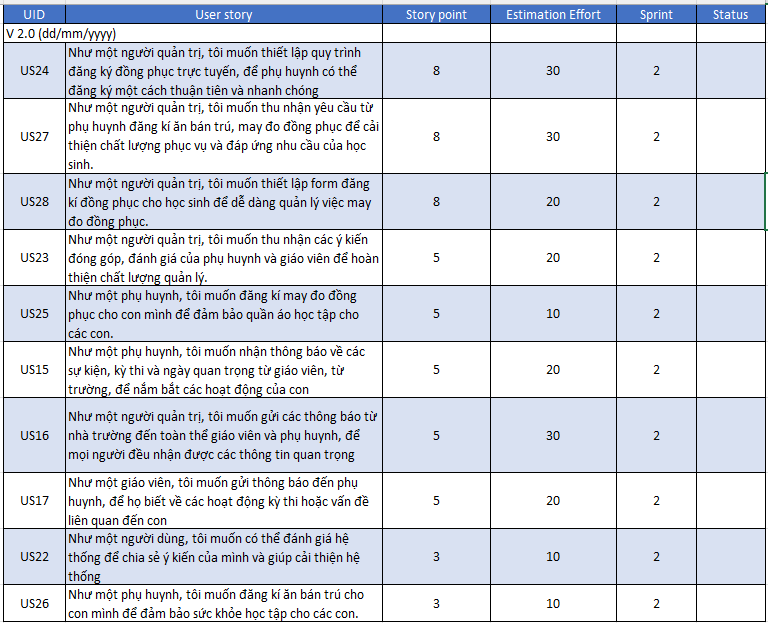 UID User story Story point Estimation Effort Sprint Status
V 2.0 (dd/mm/yyyy)
Như một người quản trị, tôi muốn thiết lập quy trình
US24 đăng ký đồng phục trực tuyến, để phụ huynh có thể 8 30 2
đăng ký một cách thuận tiên và nhanh chóng
Như một người quản trị, tôi muốn thu nhận yêu cầu từ
US27 phụ huynh đăng kí ăn bán trú, may đo đồng phục để cải 8 30 2
thiện chất lượng phục vụ và đáp ứng nhu cầu của học
sinh.
Như một người quản trị, tôi muốn thiết lập form đăng
US28 kí đồng phục cho học sinh để dễ dàng quản lý việc may 8 20 2
đo đồng phục.
Như một người quản trị, tôi muốn thu nhận các ý kiến
US23 đóng góp, đánh giá của phụ huynh và giáo viên để hoàn 5 20 2
thiện chất lượng quản lý.
Như một phụ huynh, tôi muốn đăng kí may đo đồng
US25 phục cho con mình để đảm bảo quần áo học tập cho 5 10 2
các con.
Như một phụ huynh, tôi muốn nhận thông báo về các
US15 sự kiện, kỳ thi và ngày quan trọng từ giáo viên, từ 5 20 2
trường, để nắm bắt các hoạt động của con
Như một người quản trị, tôi muốn gửi các thông báo từ
US16 nhà trường đến toàn thể giáo viên và phụ huynh, để 5 30 2
mọi người đều nhận được các thông tin quan trọng
Như một giáo viên, tôi muốn gửi thông báo đến phụ
US17 huynh, để họ biết về các hoạt động kỳ thi hoặc vấn đề 5 20 2
liên quan đến con
Như một người dùng, tôi muốn có thể đánh giá hệ
US22 thống để chia sẻ ý kiến của mình và giúp cải thiện hệ 3 10 2
thống
Như một phụ huynh, tôi muốn đăng kí ăn bán trú cho
US26 con mình để đảm bảo sức khỏe học tập cho các con. 3 10 2